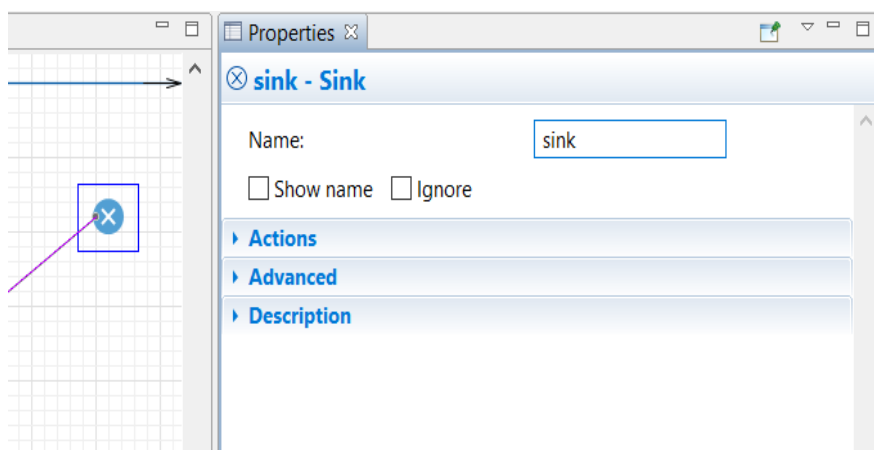 Properties
sink - Sink
Name: sink
Show name Ignore
Actions
Advanced
Description